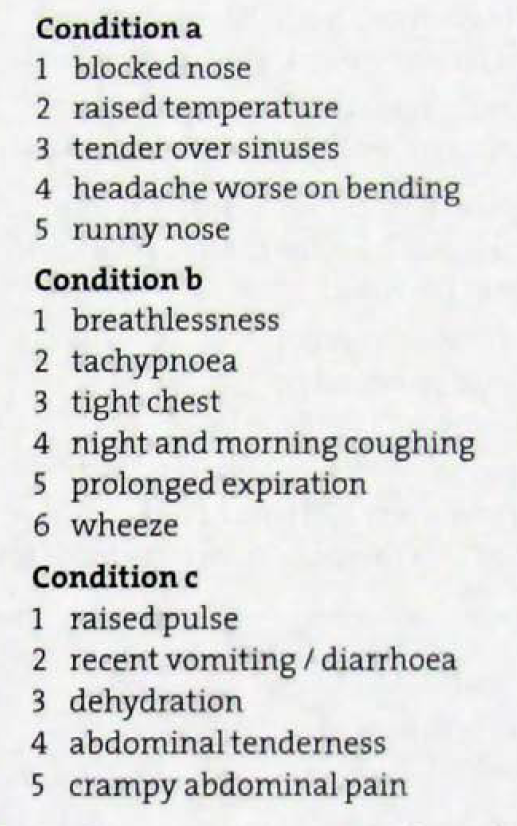 Condition a
1 blocked nose
2 raised temperature
3 tender over sinuses
4 headache worse on bending
5 runny nose
Condition b
1 breathlessness
2 tachypnoea
3 tight chest
4 night and morning coughing
5 prolonged expiration
6 wheeze
Condition c
1 raised pulse
2 recent vomiting / diarrhoea
3 dehydration
4 abdominal tenderness
5 crampy abdominal pain